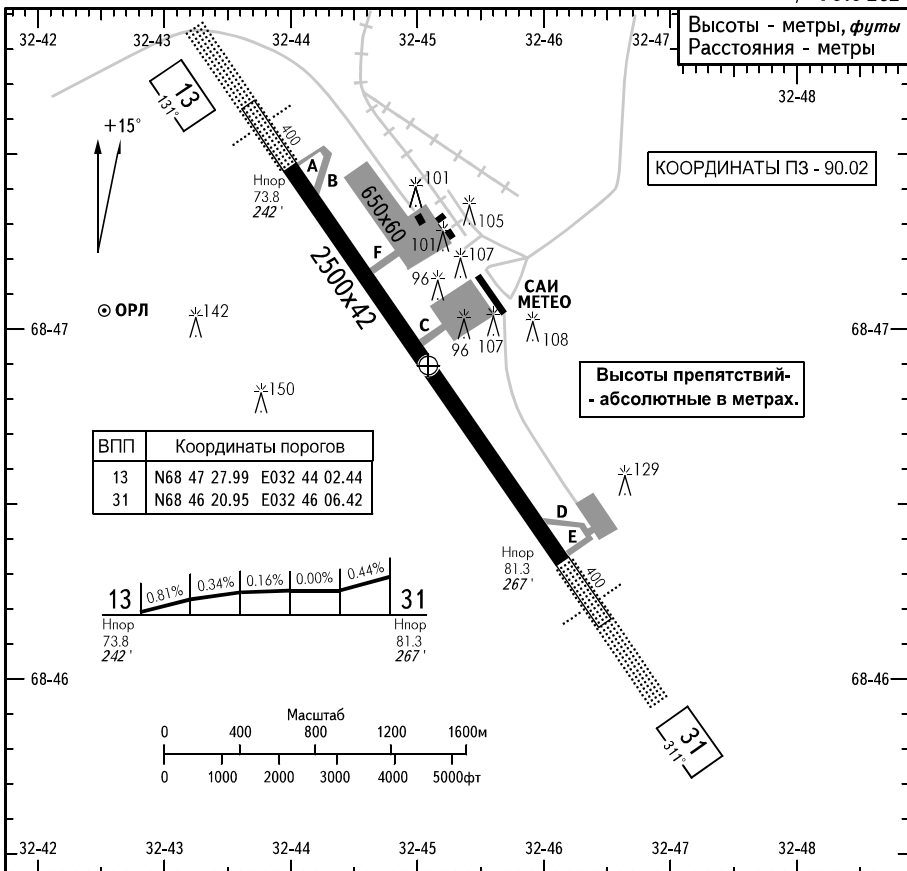 32-42
32-43
32-44
32-45
32-46
32-47
Высоты - метры, футы
Расстояния - метры
32-48
13
131°
+15°
400
КООРДИНАТЫ ПЗ - 90.02
A
B
Нпор
73.8
242'
650x60
101
105
101
F
107
2500x42
96
САИ
МЕТЕО
ОРЛ
142
C
68-47
96
107
108
68-47
Высоты препятствий-
- абсолютные в метрах.
150
ВПП Координаты порогов
13 N68 47 27.99 E032 44 02.44
31 N68 46 20.95 E032 46 06.42
129
D
E
Нпор
81.3
267'
400
13 0.81% 0.34% 0.16% 0.00% 0.44% 31
Нпор
73.8
242'
Нпор
81.3
267'
68-46
68-46
Масштаб
0 400 800 1200 1600м
0 1000 2000 3000 4000 5000фт
31
311°
32-42
32-43
32-44
32-45
32-46
32-47
32-48